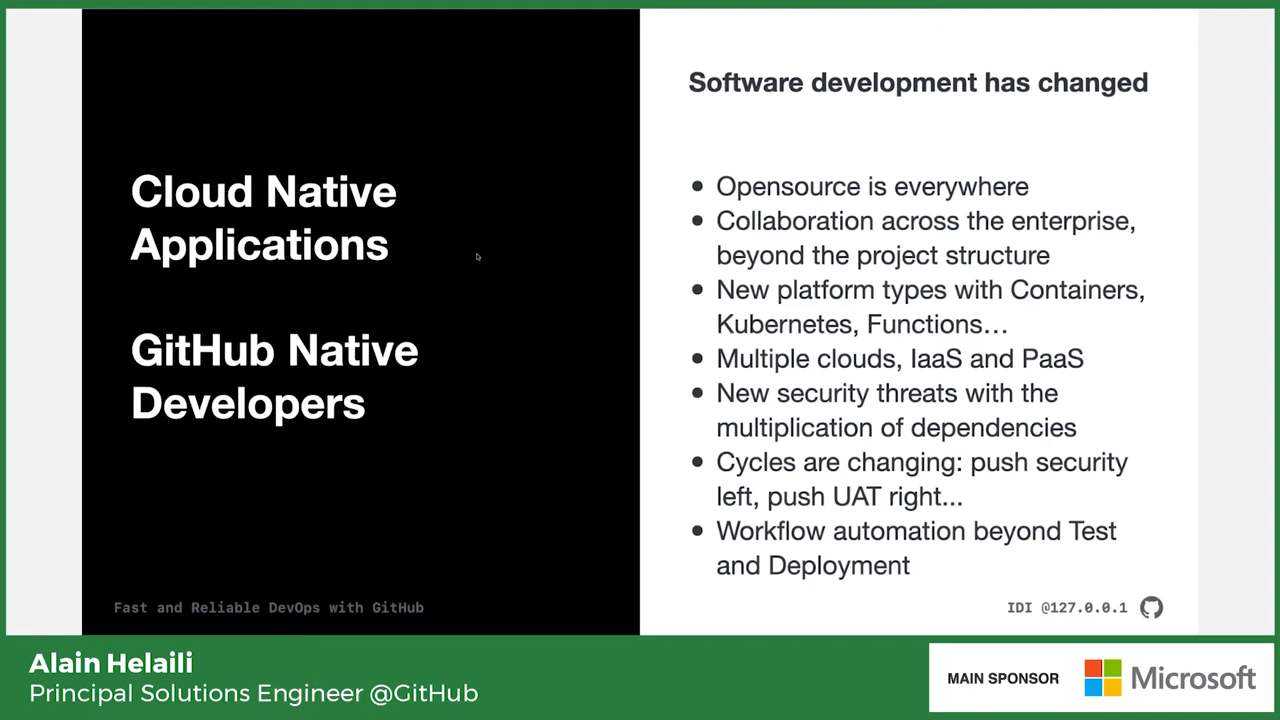 Cloud Native
Applications
GitHub Native
Developers
Fast and Reliable DevOps with GitHub
Software development has changed
• Opensource is everywhere
• Collaboration across the enterprise,
beyond the project structure
• New platform types with Containers,
Kubernetes, Functions…
• Multiple clouds, IaaS and PaaS
• New security threats with the
multiplication of dependencies
• Cycles are changing: push security
left, push UAT right...
• Workflow automation beyond Test
and Deployment
IDI @127.0.0.1
Alain Helaili
Principal Solutions Engineer @GitHub
MAIN SPONSOR
Microsoft